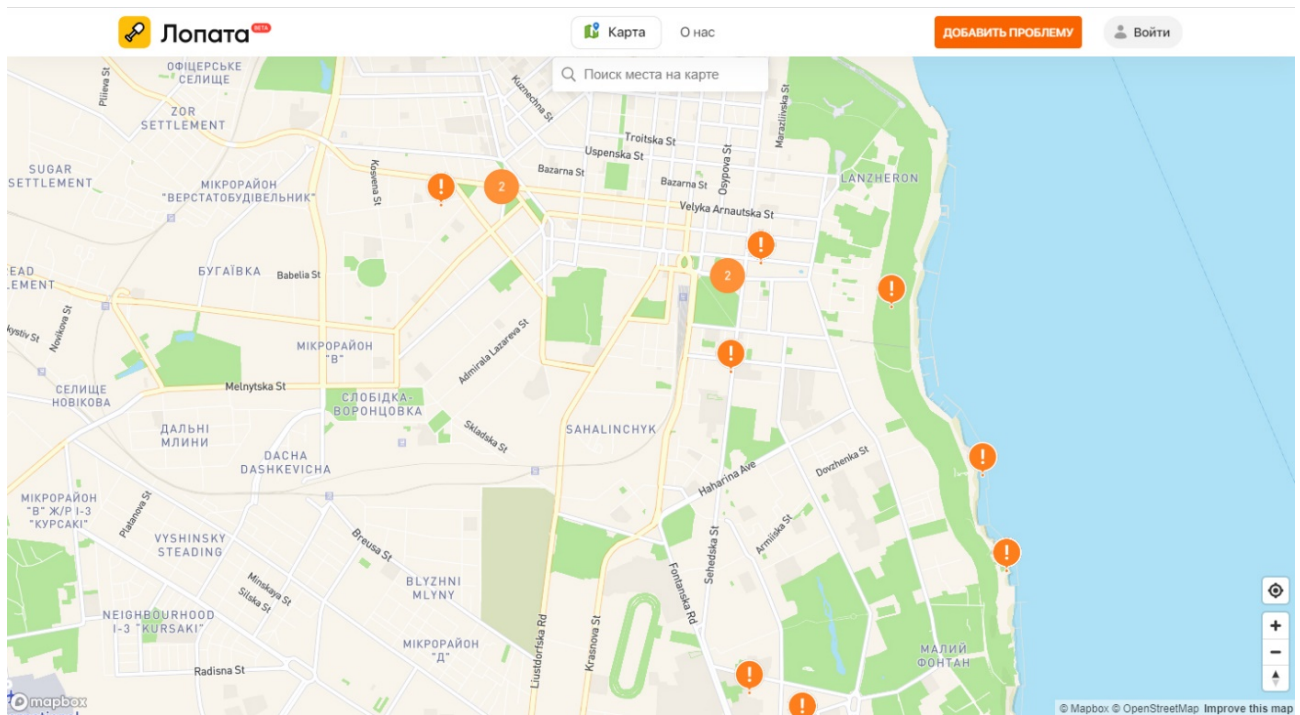 Лопата BETA
Карта
О нас
ДОБАВИТЬ ПРОБЛЕМУ
Войти
Поиск места на карте
ОФІЦЕРСЬКЕ
СЕЛИЩЕ
Plileva St
ZOR
SETTLEMENT
Kuznechna St
Troitska St
Uspenska St
Marazliivska St
SUGAR
SETTLEMENT
Kosvena St
Bazarna St
Bazarna St
Osypova St
LANZHERON
МІКРОРАЙОН
"ВЕРСТАТОБУДІВЕЛЬНИК"
2
Velyka Arnautska St
EAD
LEMENT
БУГАЇВКА
Babelia St
2
kystiv St
Novikova St
МІКРОРАЙОН
"В"
Admirala Lazareva St
СЕЛИЩЕ
НОВІКОВА
Melnytska St
СЛОБІДКА-
ВОРОНЦОВКА
ДАЛЬНІ
МЛИНИ
Skladska St
SAHALINCHYK
DACHA
DASHKEVICHA
Haharina Ave
Dovzhenka St
МІКРОРАЙОН
"В" Ж/Р I-3
"КУРСАКІ"
Platanova St
VYSHINSKY
STEADING
Breusa St
Sehedska St
Armiiska St
Minskaya St
Silska St
BLYZHNI
MLYNY
Fontanska Rd
NEIGHBOURHOOD
I-3 "KURSAKI"
Radisna St
МІКРОРАЙОН
"Д"
Liustdorfska Rd
Krasnova St
МАЛИЙ
ФОНТАН
mapbox
© Mapbox © OpenStreetMap Improve this map